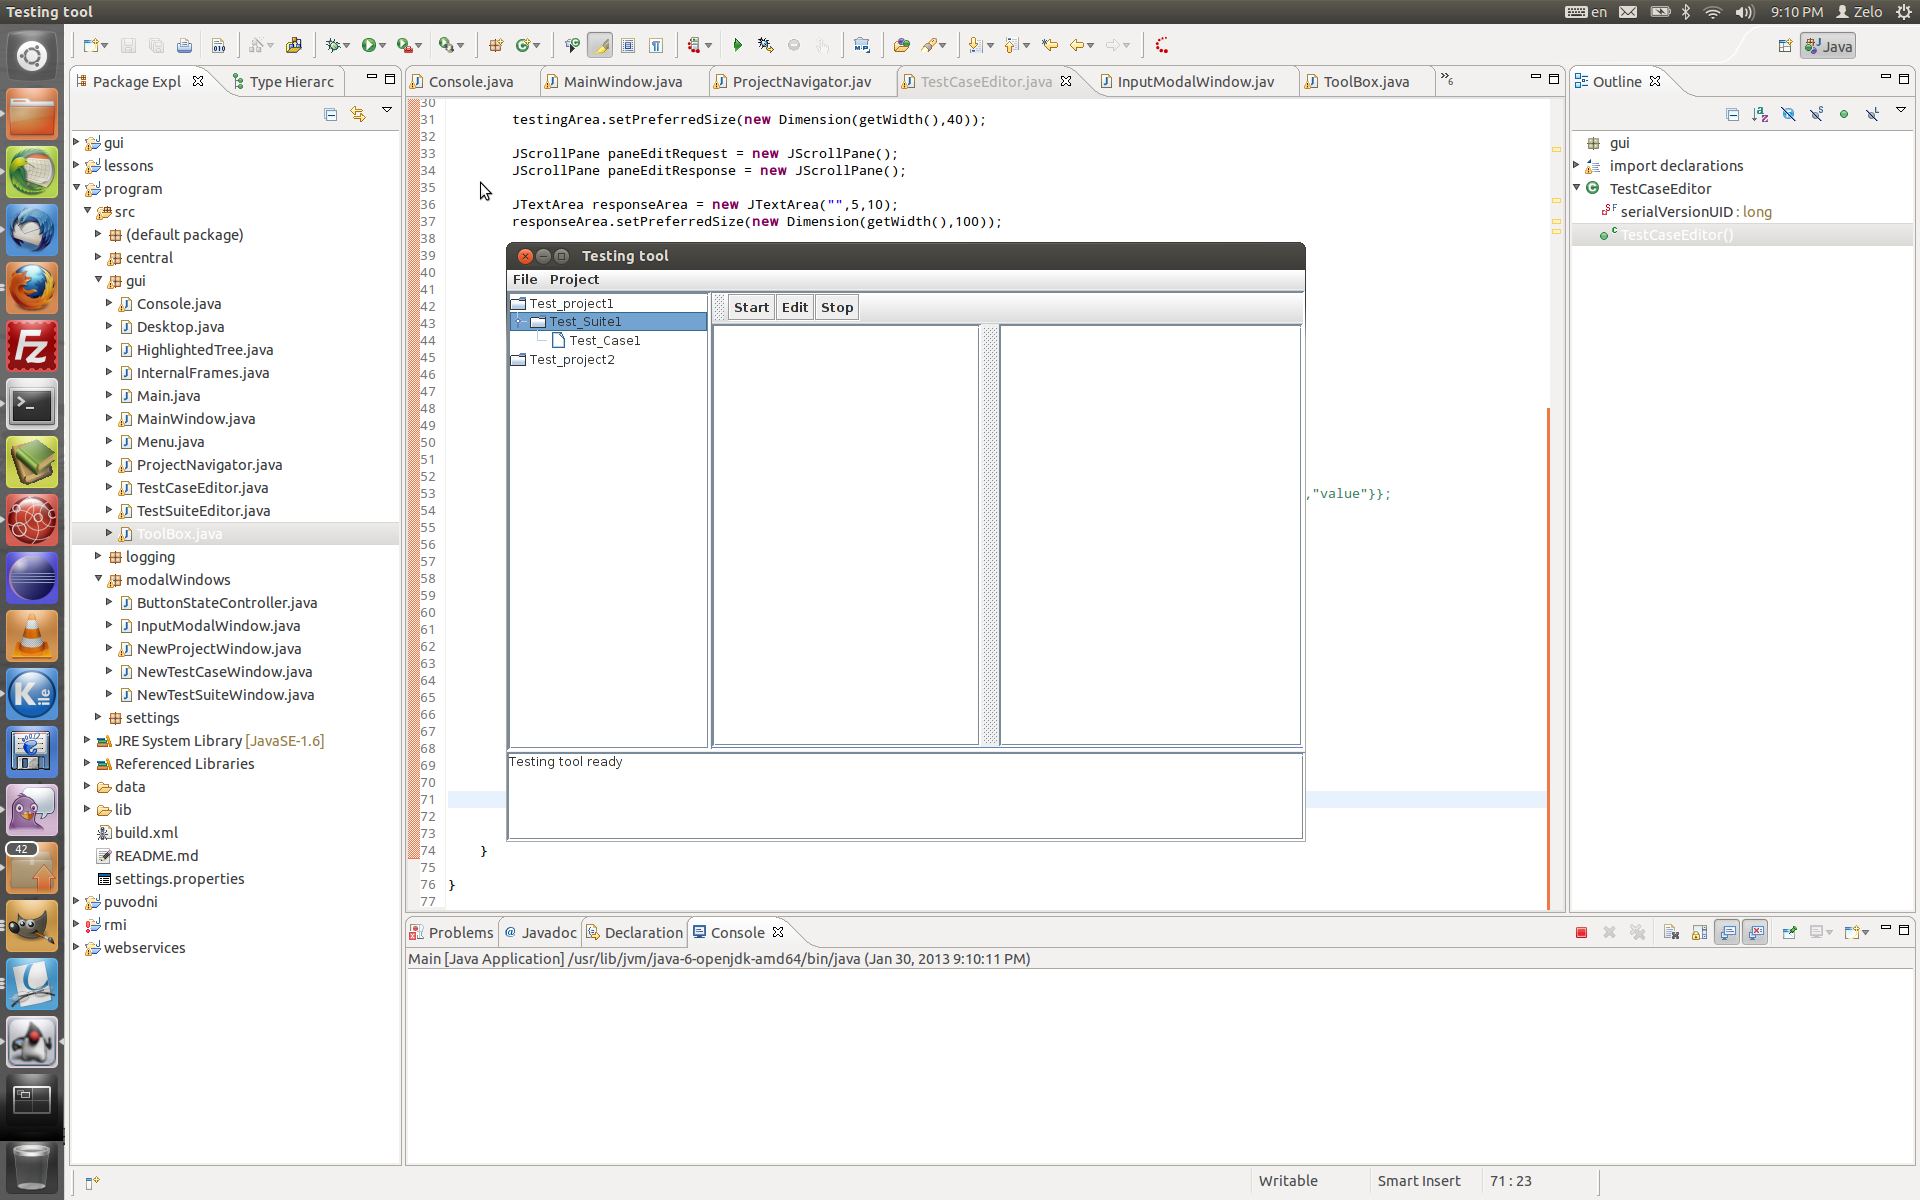 Testing tool
en
9:10 PM
Zelo
Java
Package Expl
Type Hierarc
gui
lessons
program
src
(default package)
central
gui
Console.java
Desktop.java
HighlightedTree.java
InternalFrames.java
Main.java
MainWindow.java
Menu.java
ProjectNavigator.java
TestCaseEditor.java
TestSuiteEditor.java
ToolBox.java
logging
modalWindows
ButtonStateController.java
InputModalWindow.java
NewProjectWindow.java
NewTestCaseWindow.java
NewTestSuiteWindow.java
settings
JRE System Library [JavaSE-1.6]
Referenced Libraries
data
lib
build.xml
README.md
settings.properties
puvodni
rmi
webservices
42
Console.java
MainWindow.java
ProjectNavigator.jav
TestCaseEditor.java
InputModalWindow.jav
ToolBox.java
»6
30
31 testingArea.setPreferredSize(new Dimension(getWidth(),40));
32
33 JScrollPane paneEditRequest = new JScrollPane();
34 JScrollPane paneEditResponse = new JScrollPane();
35
36 JTextArea responseArea = new JTextArea("",5,10);
37 responseArea.setPreferredSize(new Dimension(getWidth(),100));
38
39
40
41
42
43
44
45
46
47
48
49
50
51
52
53 ,"value"}};
54
55
56
57
58
59
60
61
62
63
64
65
66
67
68
69
70
71
72
73
74 }
75
76 }
77
Testing tool
File Project
Test_project1
Test_Suite1
Test_Case1
Test_project2
Start Edit Stop
Testing tool ready
Outline
gui
import declarations
TestCaseEditor
serialVersionUID : long
TestCaseEditor()
Problems
@ Javadoc
Declaration
Console
Main [Java Application] /usr/lib/jvm/java-6-openjdk-amd64/bin/java (Jan 30, 2013 9:10:11 PM)
Writable
Smart Insert
71 : 23